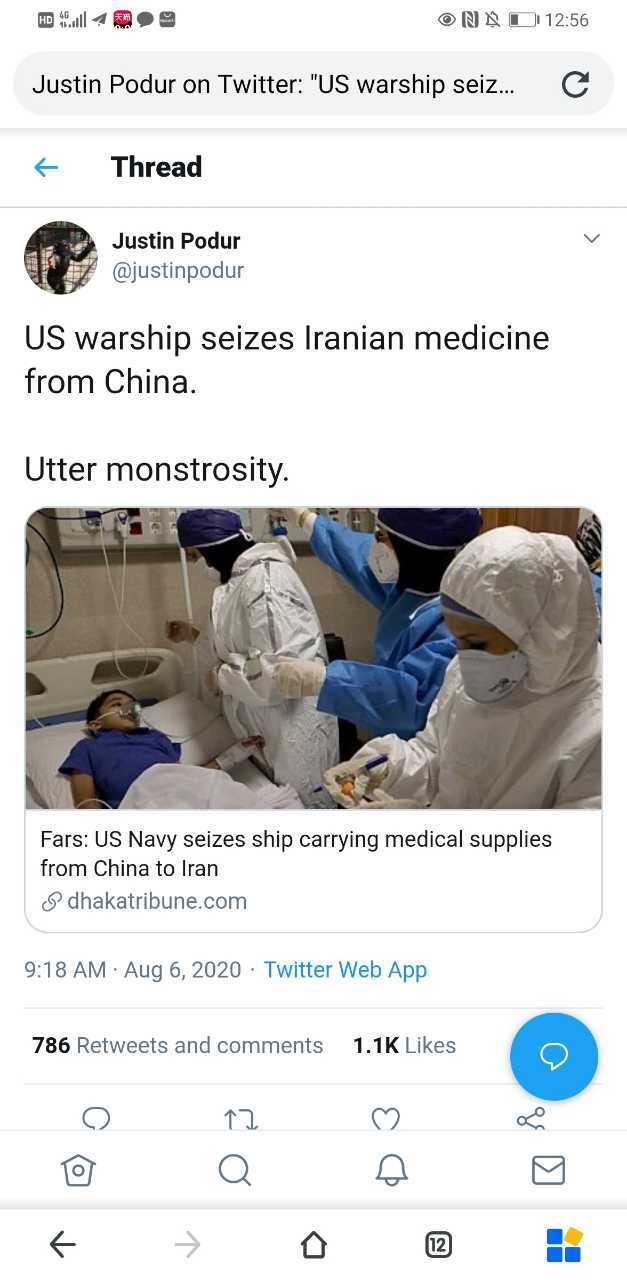 HD 4G 12:56
Justin Podur on Twitter: "US warship seiz...
Thread
Justin Podur
@justinpodur
US warship seizes Iranian medicine
from China.
Utter monstrosity.
Fars: US Navy seizes ship carrying medical supplies
from China to Iran
dhakatribune.com
9:18 AM · Aug 6, 2020 · Twitter Web App
786 Retweets and comments 1.1K Likes
12